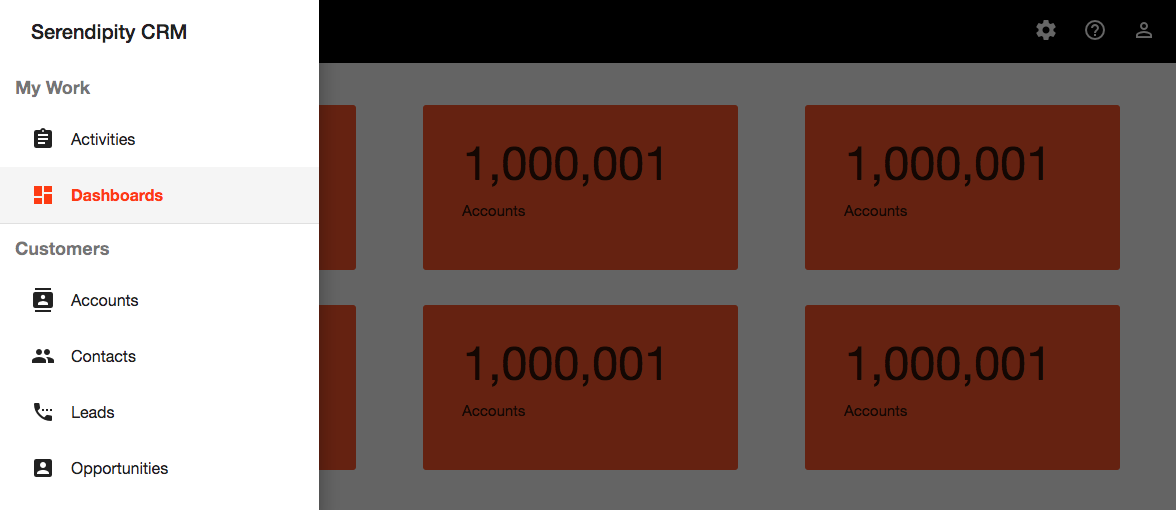 Serendipity CRM
My Work
Activities
Dashboards
Customers
Accounts
Contacts
Leads
Opportunities
1,000,001
Accounts
1,000,001
Accounts
1,000,001
Accounts
1,000,001
Accounts